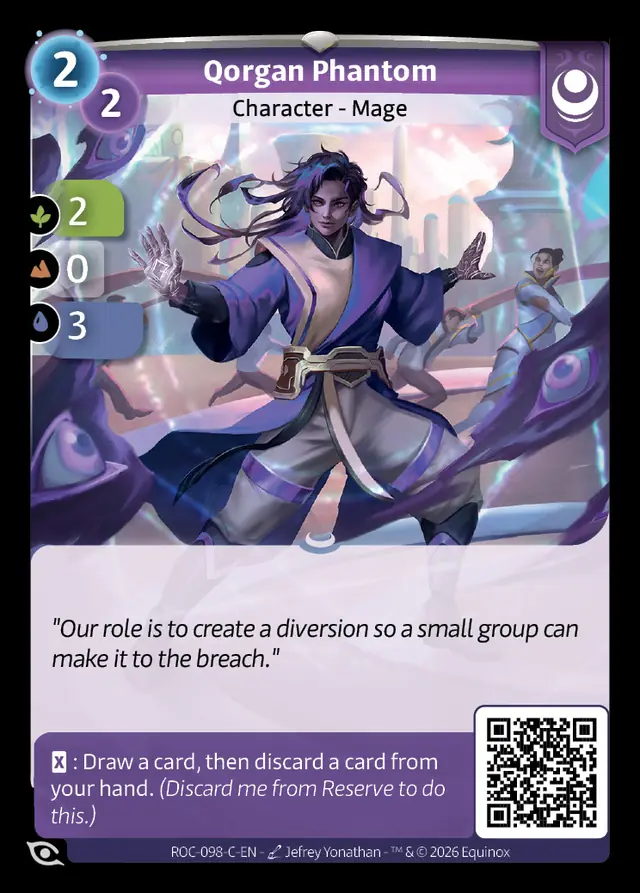 2
2
Qorgan Phantom
Character - Mage
2
0
3
"Our role is to create a diversion so a small group can
make it to the breach."
X : Draw a card, then discard a card from
your hand. (Discard me from Reserve to do
this.)
ROC-098-C-EN - Jefrey Yonathan - ™ & © 2026 Equinox